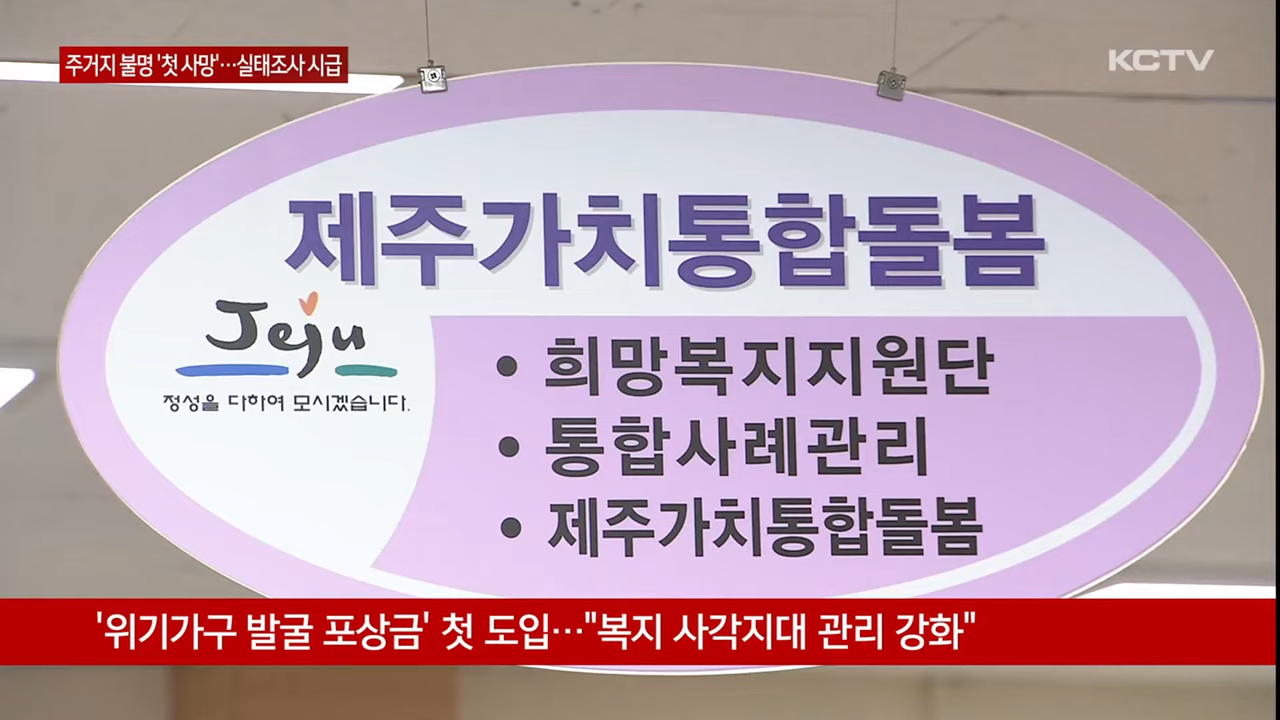 주거지 불명 '첫 사망'…실태조사 시급
KCTV
제주가치통합돌봄
Jeju
정성을 다하여 모시겠습니다.
• 희망복지지원단
• 통합사례관리
• 제주가치통합돌봄
'위기가구 발굴 포상금' 첫 도입…"복지 사각지대 관리 강화"